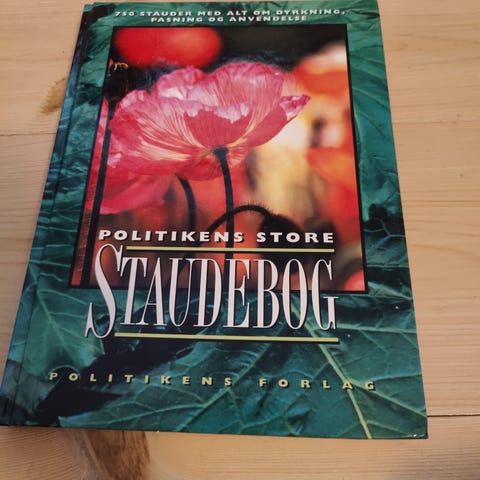 750 STAUDER MED ALT OM DYRKNING,
PASNING OG ANVENDELSE
POLITIKENS STORE
STAUDEBOG
POLITIKENS FORLAG